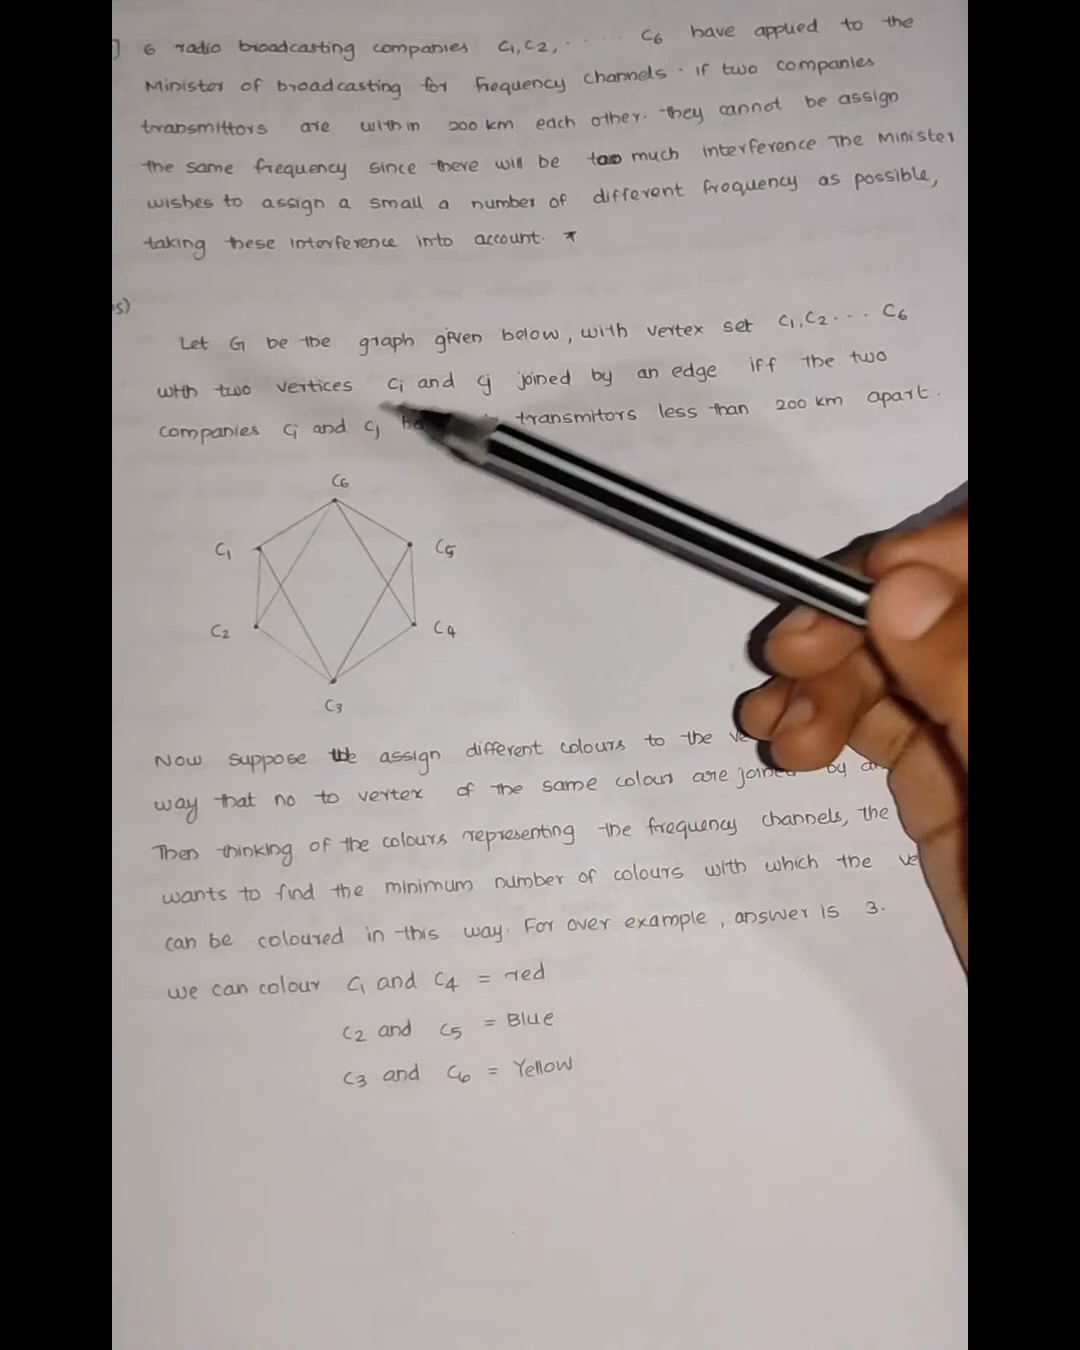 6 radio broadcasting companies C1, C2, ..... C6 have applied to the
Minister of broadcasting for frequency channels. If two companies
transmittors are within 200 km each other. They cannot be assign
the same frequency since there will be too much interference The Minister
wishes to assign a small a number of different frequency as possible,
taking these interference into account.
s)
Let G be the graph given below, with vertex set C1, C2 ... C6
with two vertices Ci and Cj joined by an edge iff the two
companies Ci and Cj transmitors less than 200 km apart.
C6
C1
C5
C2
C4
C3
Now suppose we assign different colours to the
way that no to vertex of the same colour are joined by
Then thinking of the colours representing the frequency channels, the
wants to find the minimum number of colours with which the
can be coloured in this way. For over example, answer is 3.
we can colour C1 and C4 = red
C2 and C5 = Blue
C3 and C6 = Yellow